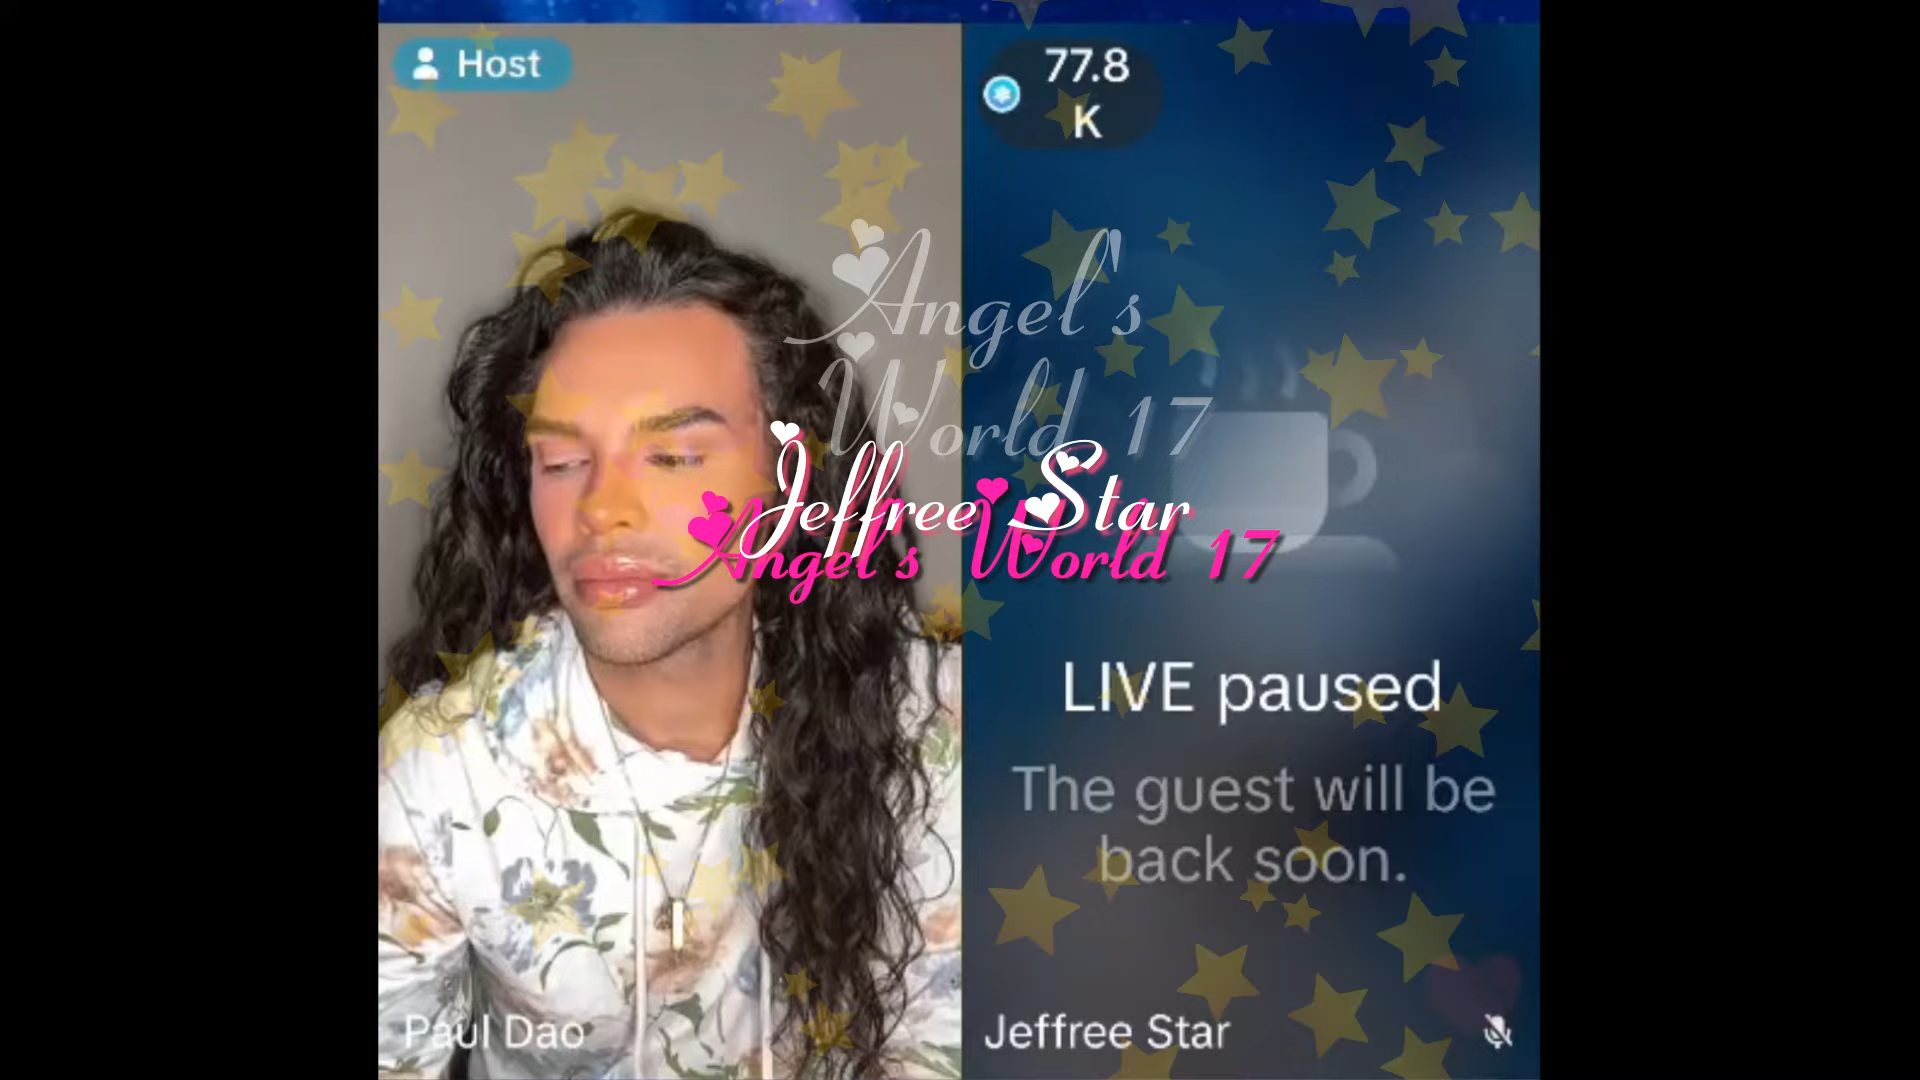 Host
77.8
K
Angel's
World 17
Jeffree Star
Angel's World 17
LIVE paused
The guest will be
back soon.
Paul Dao
Jeffree Star